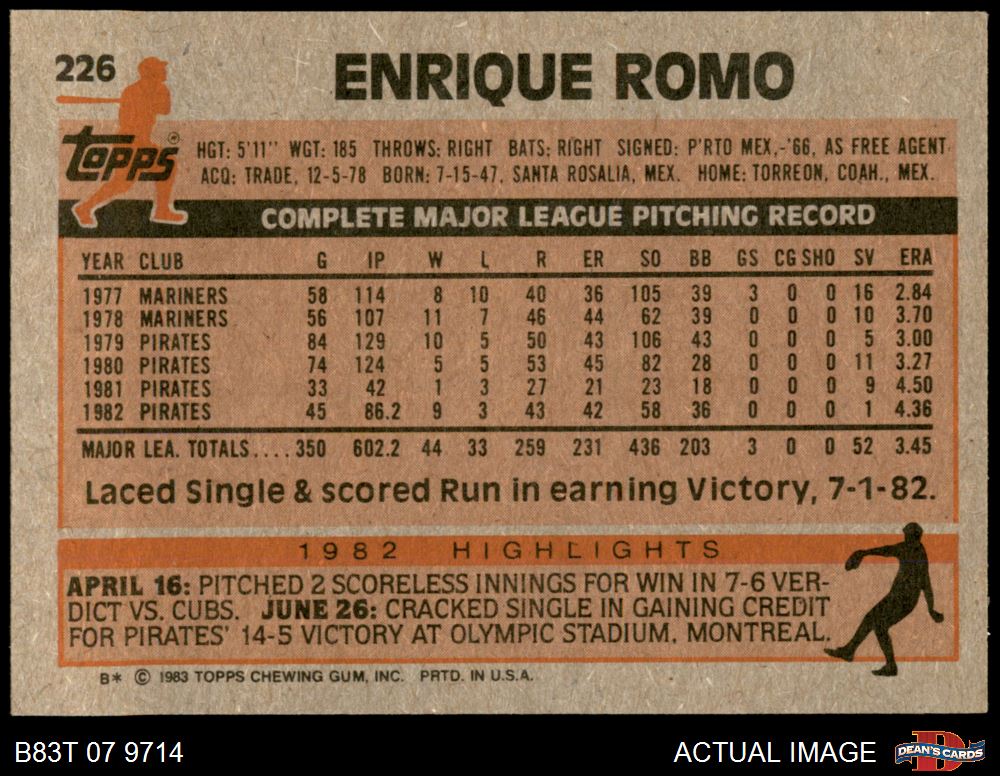 226
ENRIQUE ROMO
Topps®
HGT: 5'11" WGT: 185 THROWS: RIGHT BATS: RIGHT SIGNED: P'RTO MEX,-'66, AS FREE AGENT
ACQ: TRADE, 12-5-78 BORN: 7-15-47, SANTA ROSALIA, MEX. HOME: TORREON, COAH., MEX.
COMPLETE MAJOR LEAGUE PITCHING RECORD
YEAR CLUB G IP W L R ER SO BB GS CG SHO SV ERA
1977 MARINERS 58 114 8 10 40 36 105 39 3 0 0 16 2.84
1978 MARINERS 56 107 11 7 46 44 62 39 0 0 0 10 3.70
1979 PIRATES 84 129 10 5 50 43 106 43 0 0 0 5 3.00
1980 PIRATES 74 124 5 5 53 45 82 28 0 0 0 11 3.27
1981 PIRATES 33 42 1 3 27 21 23 18 0 0 0 9 4.50
1982 PIRATES 45 86.2 9 3 43 42 58 36 0 0 0 1 4.36
MAJOR LEA. TOTALS.... 350 602.2 44 33 259 231 436 203 3 0 0 52 3.45
Laced Single & scored Run in earning Victory, 7-1-82.
1982 HIGHLIGHTS
APRIL 16: PITCHED 2 SCORELESS INNINGS FOR WIN IN 7-6 VER-
DICT VS. CUBS. JUNE 26: CRACKED SINGLE IN GAINING CREDIT
FOR PIRATES' 14-5 VICTORY AT OLYMPIC STADIUM, MONTREAL.
B* © 1983 TOPPS CHEWING GUM, INC. PRTD. IN U.S.A.
B83T 07 9714
ACTUAL IMAGE
DEAN'S CARDS